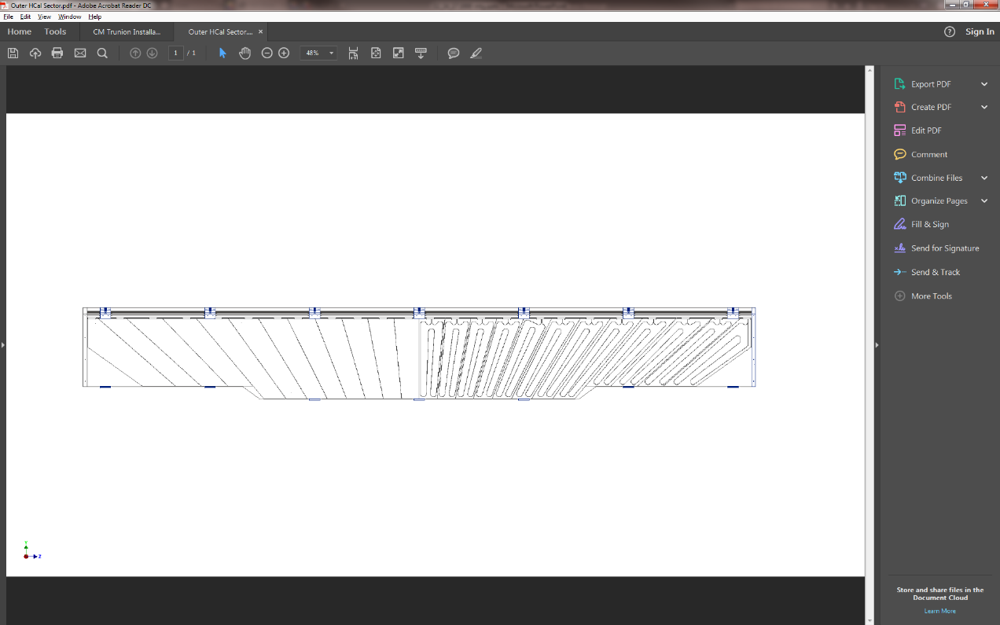 Outer HCal Sector.pdf - Adobe Acrobat Reader DC
File Edit View Window Help
Home Tools CM Trunion Installa... Outer HCal Sector.... × ? Sign In
1 / 1 48%
Export PDF
Create PDF
Edit PDF
Comment
Combine Files
Organize Pages
Fill & Sign
Send for Signature
Send & Track
More Tools
Y
Z
Store and share files in the
Document Cloud
Learn More